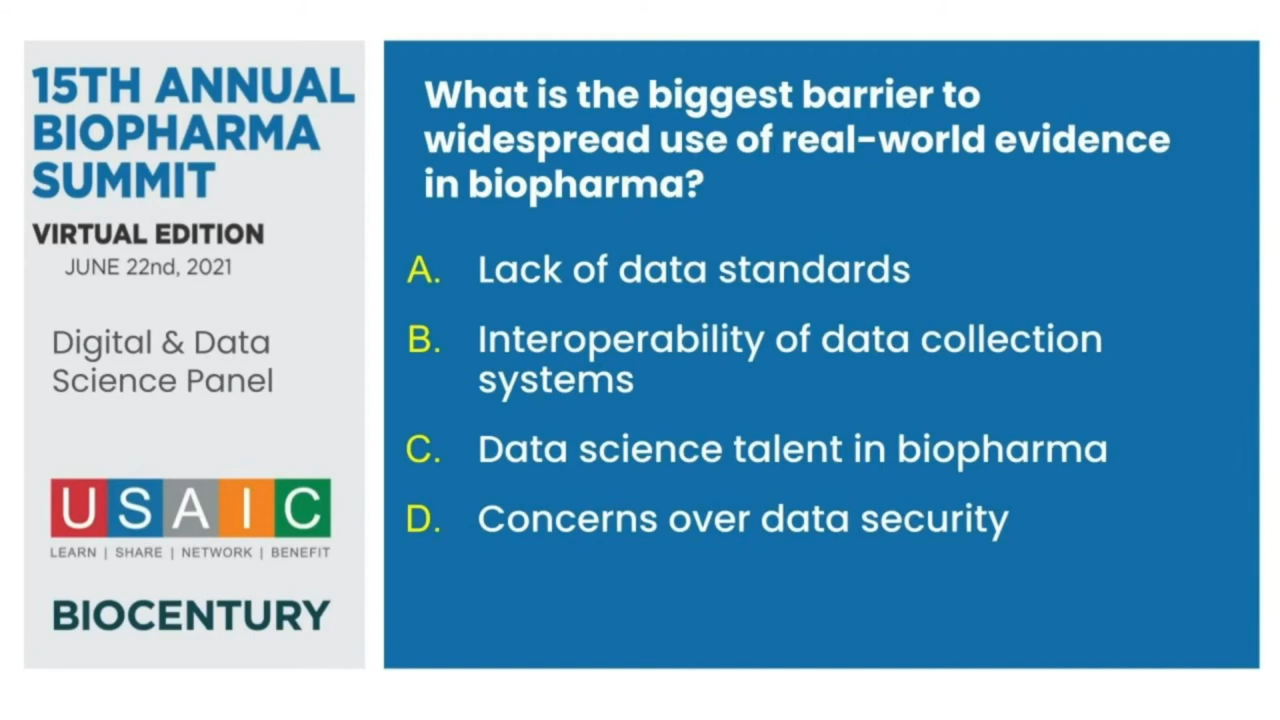 15TH ANNUAL
BIOPHARMA
SUMMIT
VIRTUAL EDITION
JUNE 22nd, 2021
Digital & Data
Science Panel
USAIC
LEARN | SHARE | NETWORK | BENEFIT
BIOCENTURY
What is the biggest barrier to
widespread use of real-world evidence
in biopharma?
A. Lack of data standards
B. Interoperability of data collection
systems
C. Data science talent in biopharma
D. Concerns over data security